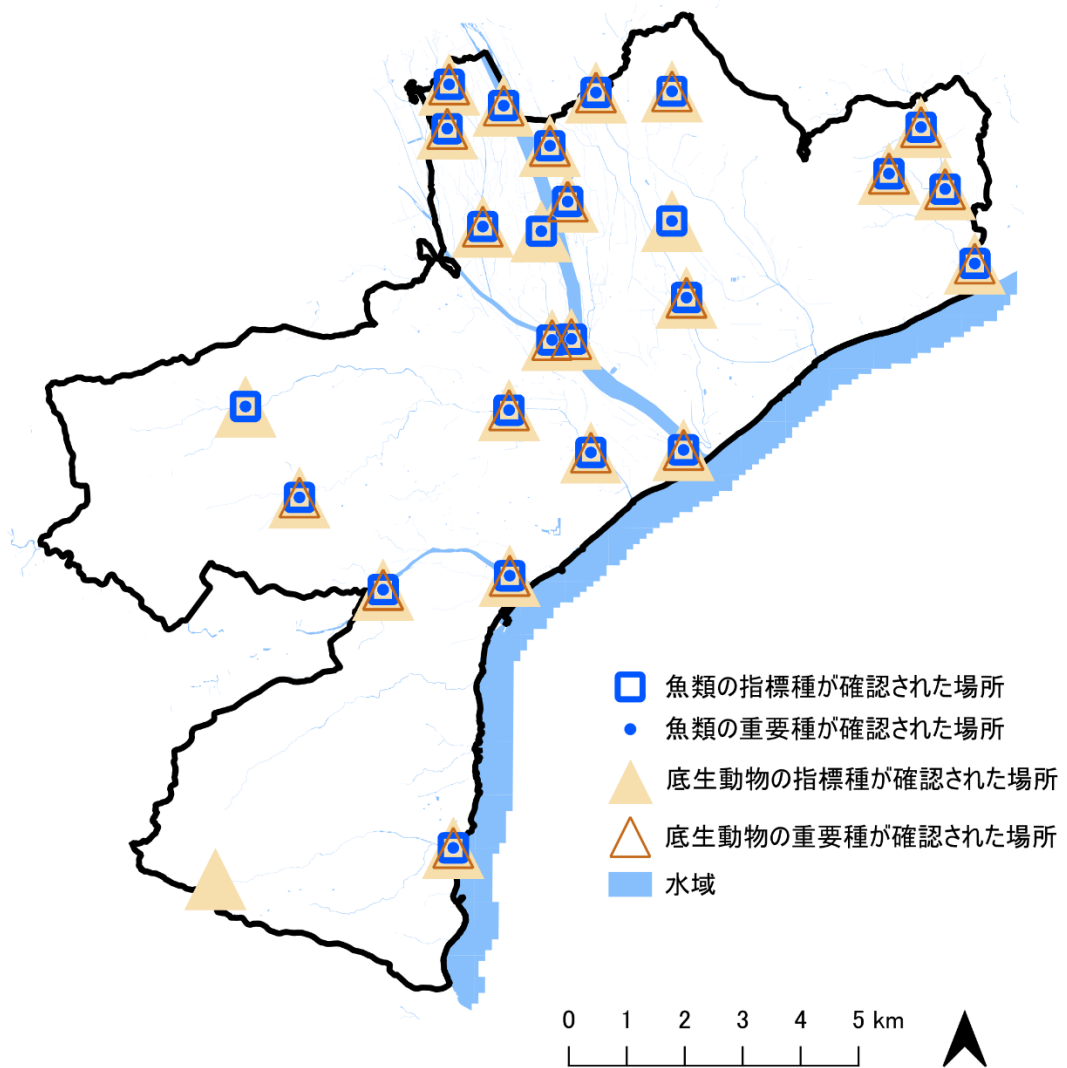 魚類の指標種が確認された場所
魚類の重要種が確認された場所
底生動物の指標種が確認された場所
底生動物の重要種が確認された場所
水域
0 1 2 3 4 5 km